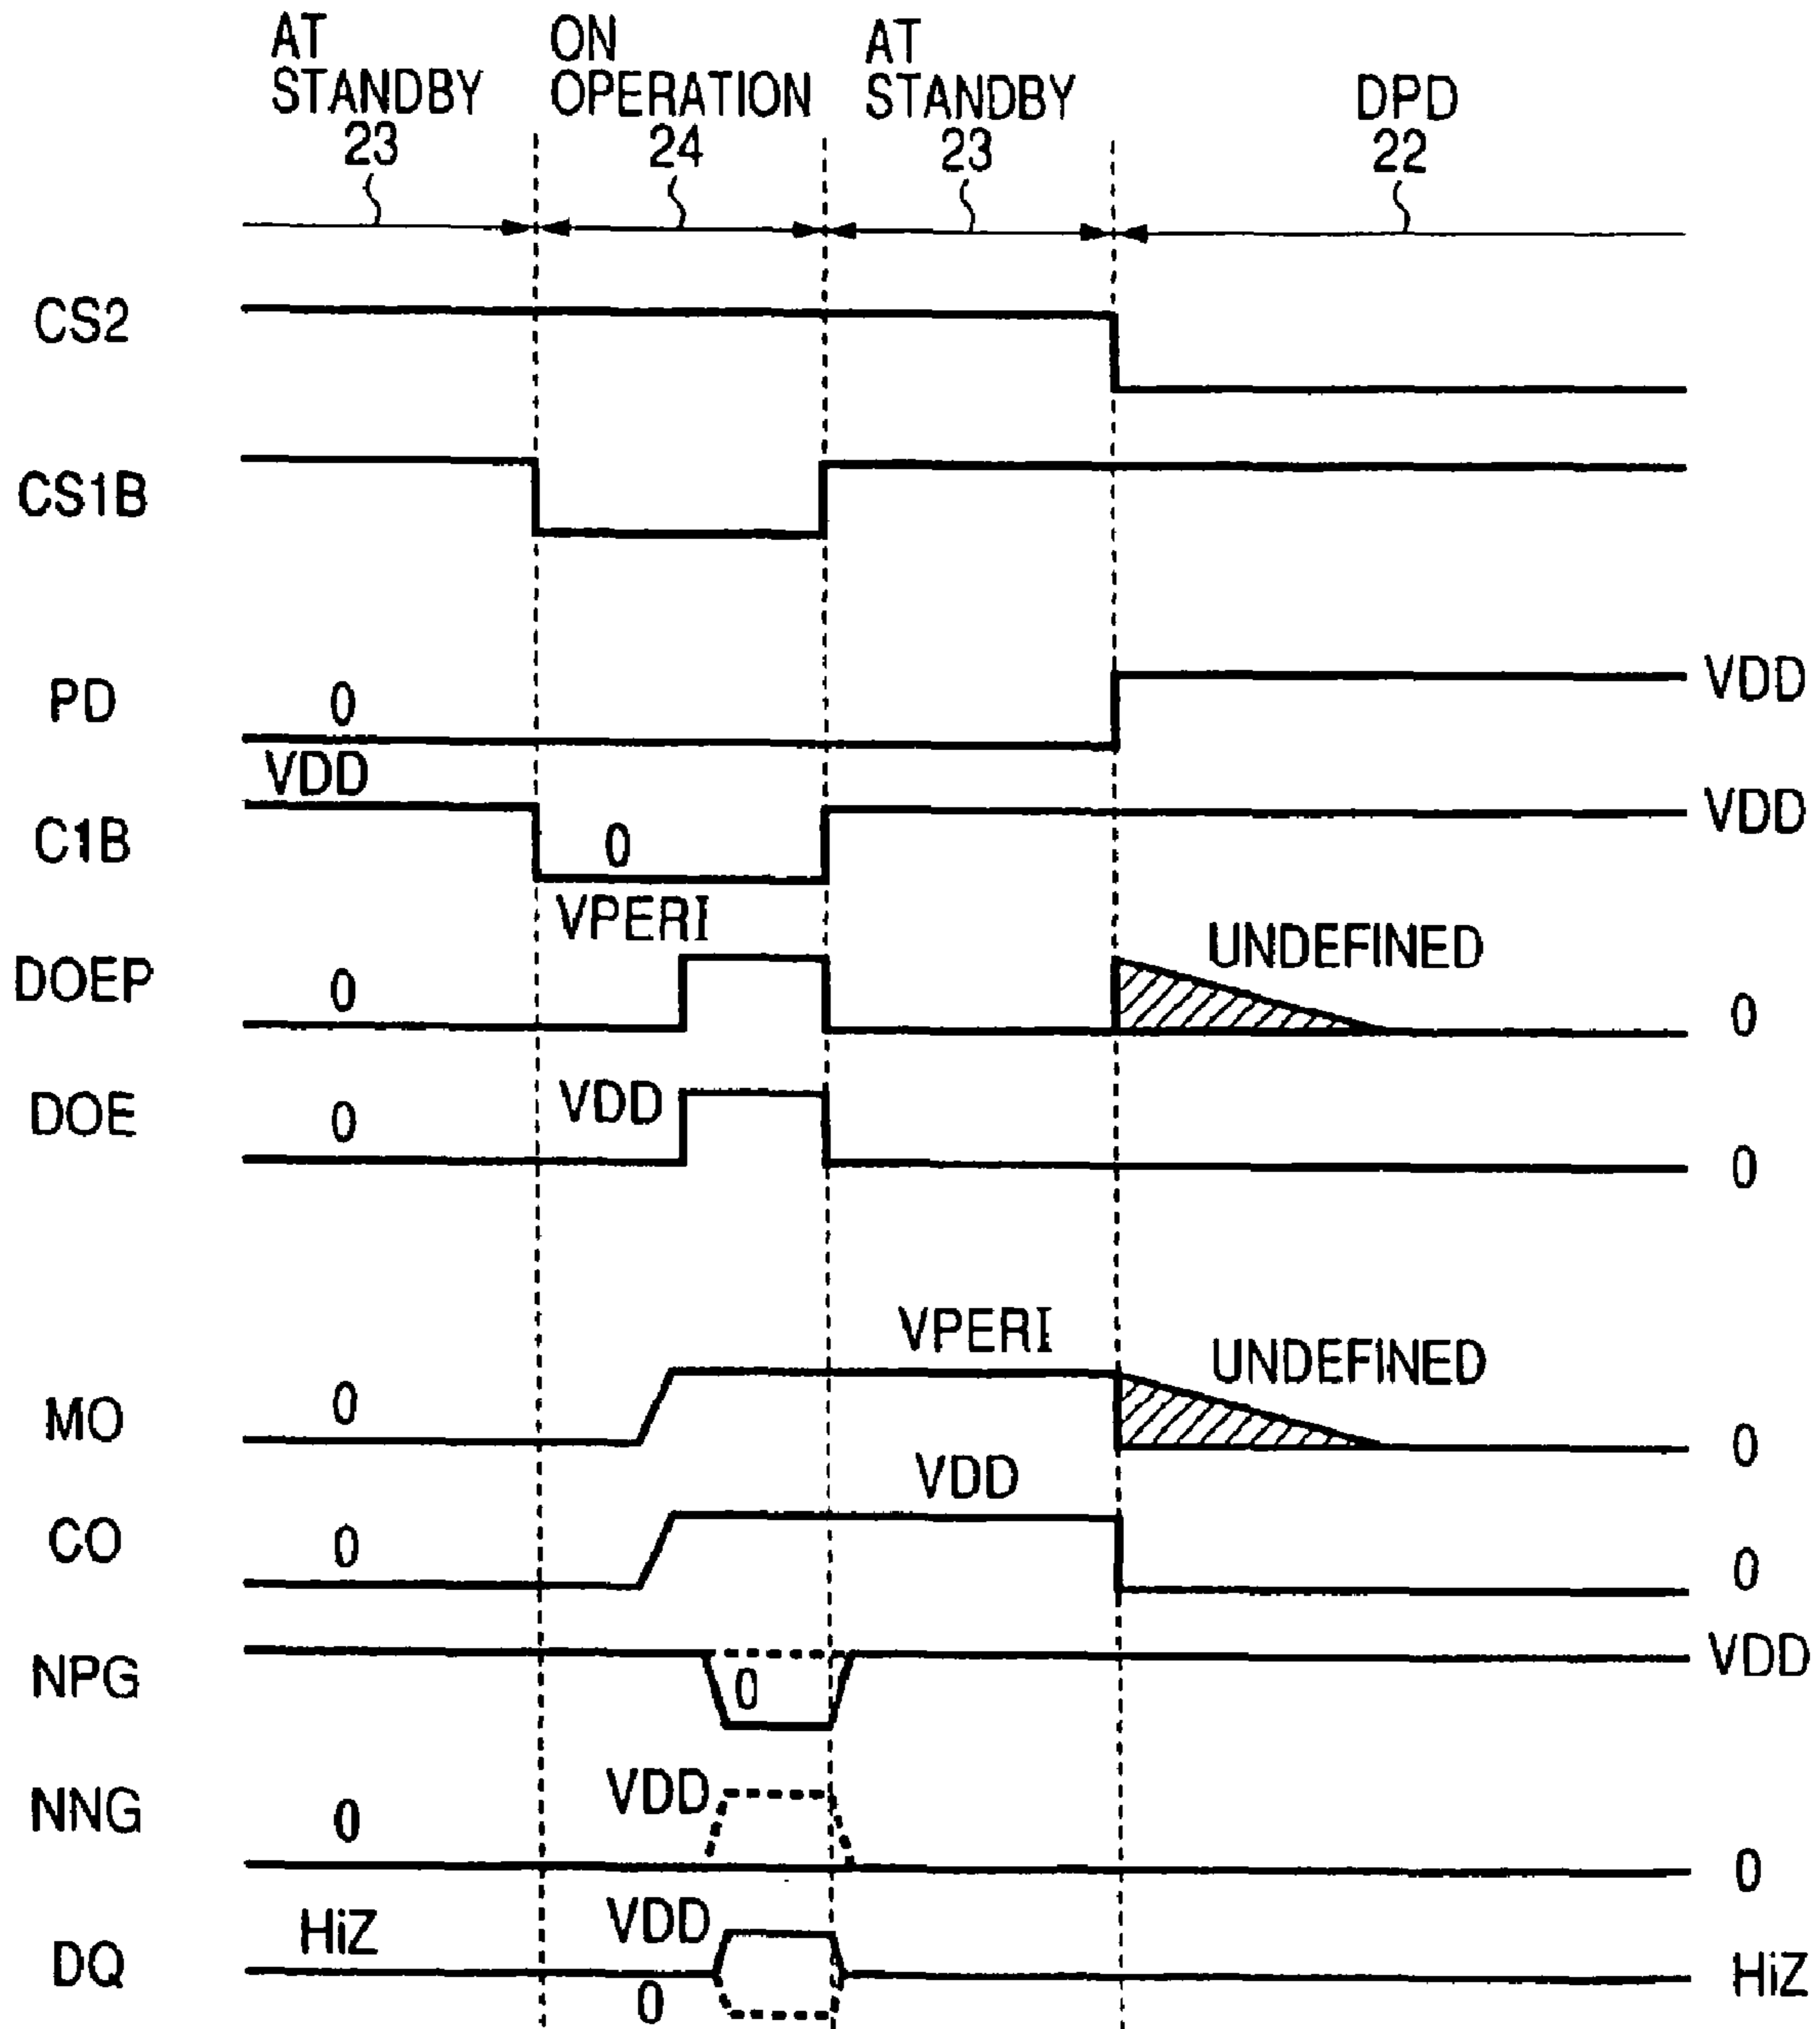 AT
STANDBY
23
ON
OPERATION
24
AT
STANDBY
23
DPD
22
CS2
CS1B
PD 0 VDD
VDD
C1B 0 VDD
VPERI
DOEP 0 UNDEFINED 0
DOE 0 VDD 0
VPERI
MO 0 UNDEFINED 0
VDD
CO 0 0
NPG 0 VDD
NNG 0 VDD 0
DQ HiZ VDD 0 HiZ